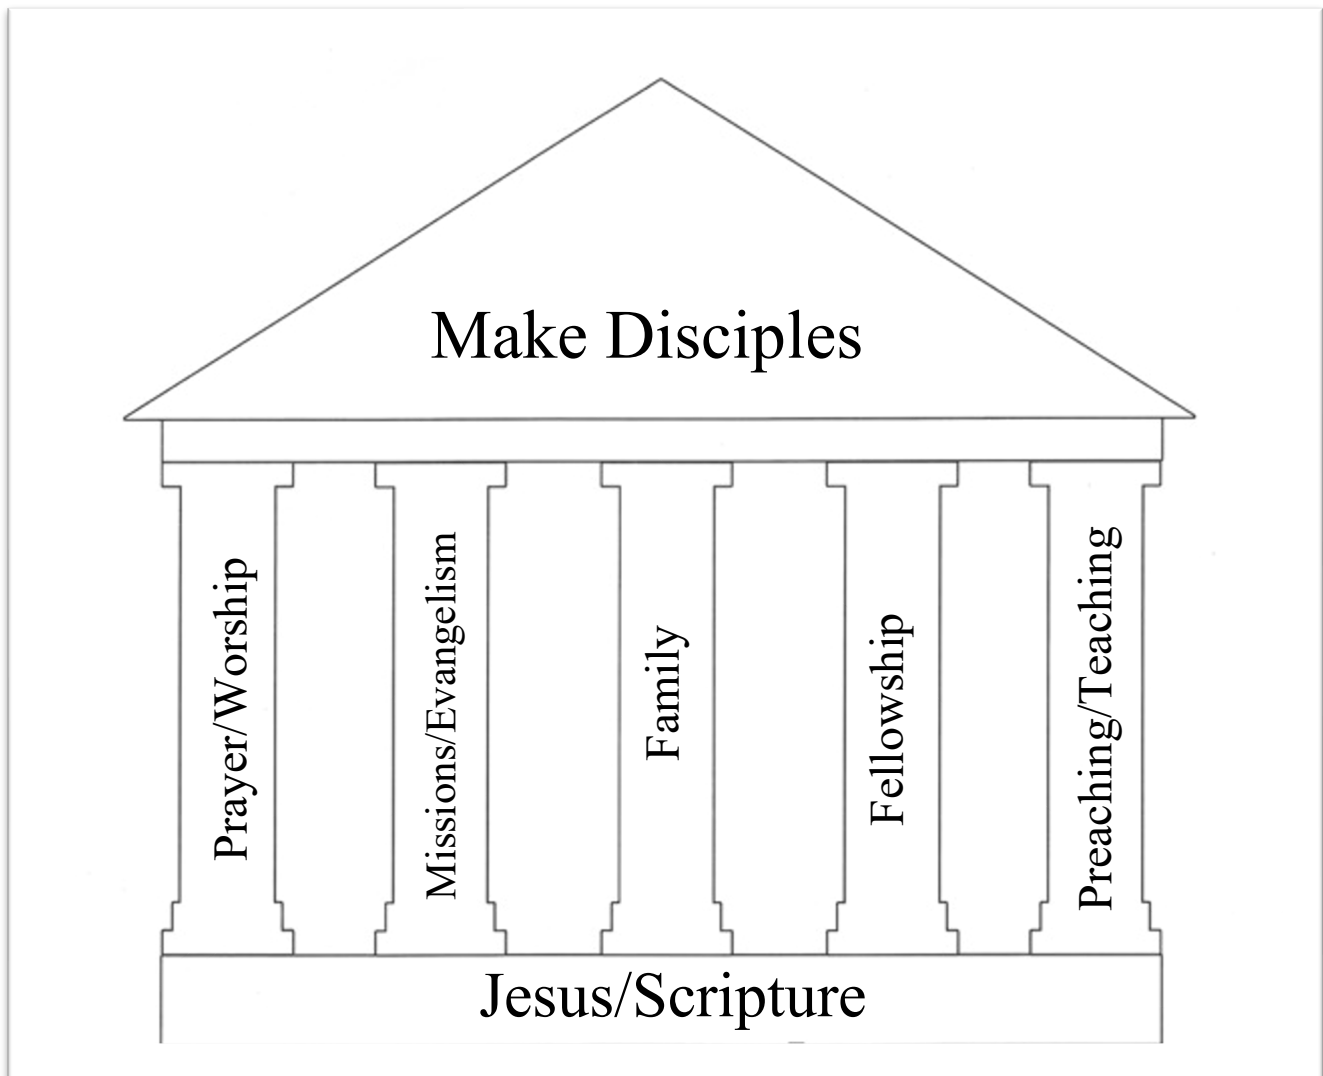 Make Disciples
Prayer/Worship
Missions/Evangelism
Family
Fellowship
Preaching/Teaching
Jesus/Scripture